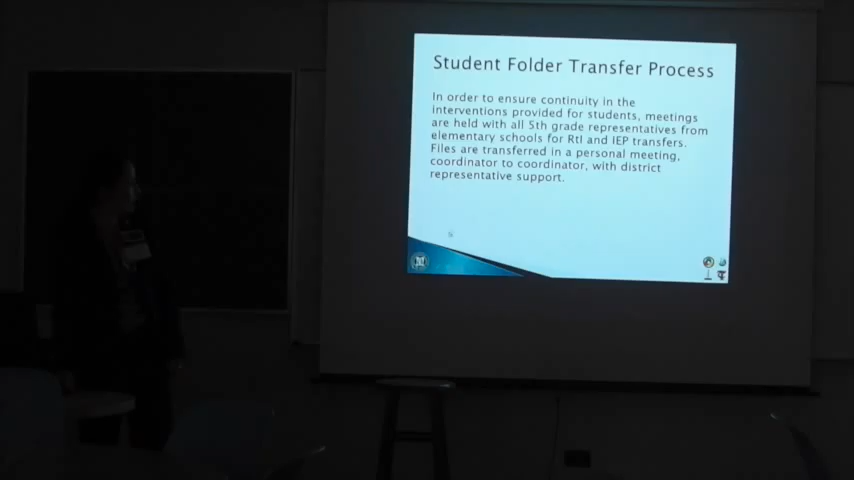 Student Folder Transfer Process
In order to ensure continuity in the
interventions provided for students, meetings
are held with all 5th grade representatives from
elementary schools for RtI and IEP transfers.
Files are transferred in a personal meeting,
coordinator to coordinator, with district
representative support.